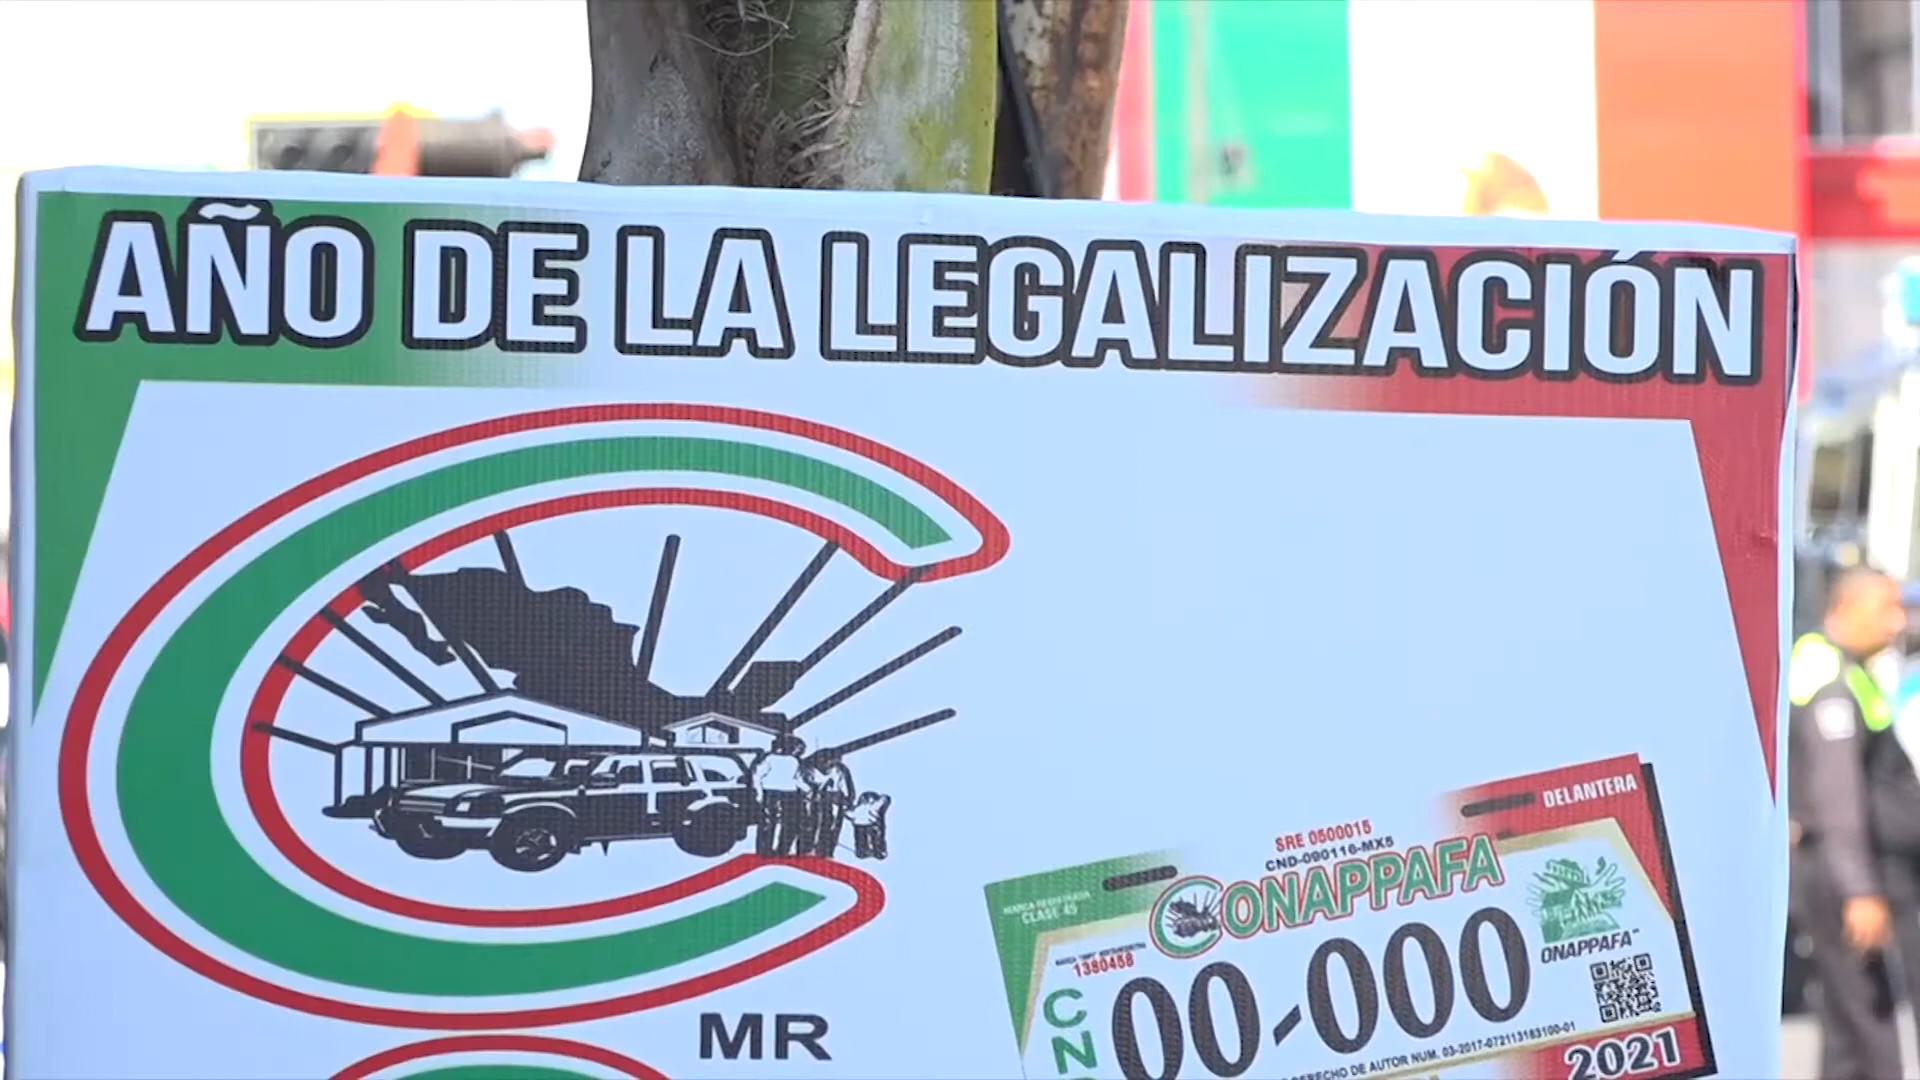 AÑO DE LA LEGALIZACIÓN
MR
DELANTERA
SRE 0500015
CND-090116-MX5
CONAPPAFA
MARCA REGISTRADA
CLASE 45
1380458
ONAPPAFA
CN
00-000
DERECHO DE AUTOR NUM. 03-2017-072113183100-01
2021